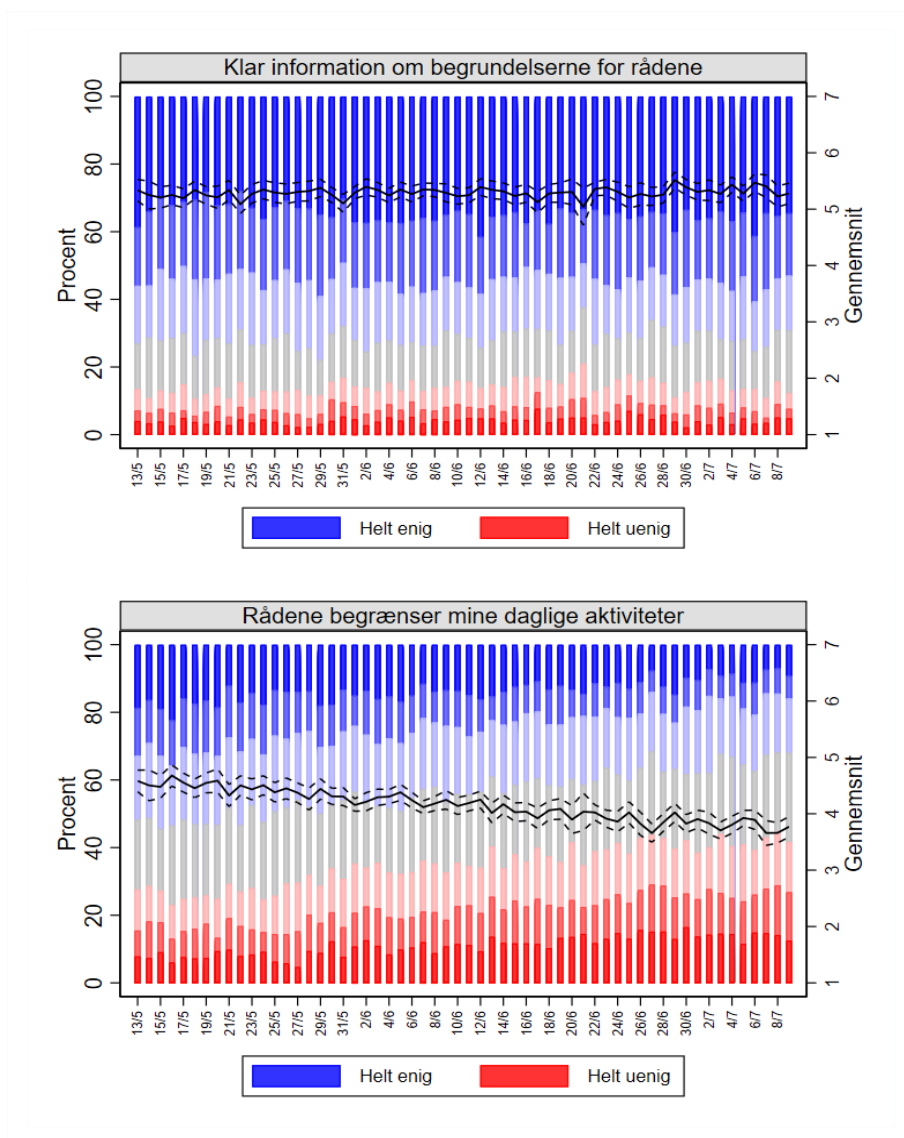 Klar information om begrundelserne for rådene
100
80
60
40
20
0
Procent
7
6
5
4
3
2
1
Gennemsnit
13/5 15/5 17/5 19/5 21/5 23/5 25/5 27/5 29/5 31/5 2/6 4/6 6/6 8/6 10/6 12/6 14/6 16/6 18/6 20/6 22/6 24/6 26/6 28/6 30/6 2/7 4/7 6/7 8/7
Helt enig Helt uenig
Rådene begrænser mine daglige aktiviteter
100
80
60
40
20
0
Procent
7
6
5
4
3
2
1
Gennemsnit
13/5 15/5 17/5 19/5 21/5 23/5 25/5 27/5 29/5 31/5 2/6 4/6 6/6 8/6 10/6 12/6 14/6 16/6 18/6 20/6 22/6 24/6 26/6 28/6 30/6 2/7 4/7 6/7 8/7
Helt enig Helt uenig